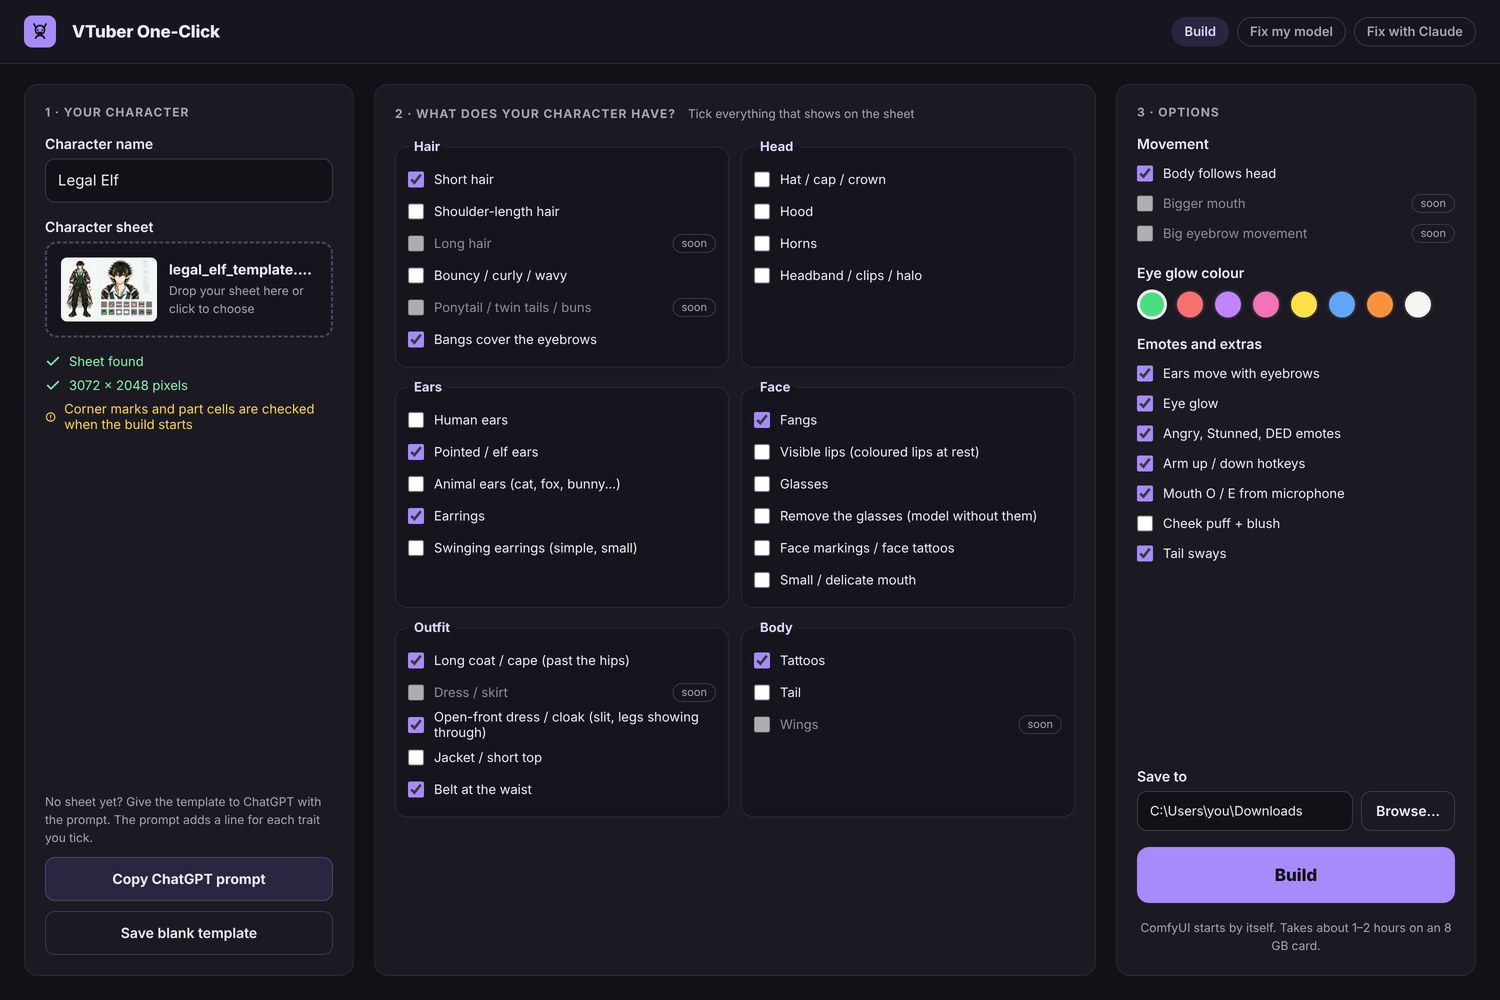 VTuber One-Click
Build
Fix my model
Fix with Claude
1 · YOUR CHARACTER
Character name
Legal Elf
Character sheet
legal_elf_template....
Drop your sheet here or
click to choose
Sheet found
3072 × 2048 pixels
Corner marks and part cells are checked
when the build starts
No sheet yet? Give the template to ChatGPT with
the prompt. The prompt adds a line for each trait
you tick.
Copy ChatGPT prompt
Save blank template
2 · WHAT DOES YOUR CHARACTER HAVE? Tick everything that shows on the sheet
Hair
Short hair
Shoulder-length hair
Long hair soon
Bouncy / curly / wavy
Ponytail / twin tails / buns soon
Bangs cover the eyebrows
Head
Hat / cap / crown
Hood
Horns
Headband / clips / halo
Ears
Human ears
Pointed / elf ears
Animal ears (cat, fox, bunny...)
Earrings
Swinging earrings (simple, small)
Face
Fangs
Visible lips (coloured lips at rest)
Glasses
Remove the glasses (model without them)
Face markings / face tattoos
Small / delicate mouth
Outfit
Long coat / cape (past the hips)
Dress / skirt soon
Open-front dress / cloak (slit, legs showing
through)
Jacket / short top
Belt at the waist
Body
Tattoos
Tail
Wings soon
3 · OPTIONS
Movement
Body follows head
Bigger mouth soon
Big eyebrow movement soon
Eye glow colour
Emotes and extras
Ears move with eyebrows
Eye glow
Angry, Stunned, DED emotes
Arm up / down hotkeys
Mouth O / E from microphone
Cheek puff + blush
Tail sways
Save to
C:\Users\you\Downloads
Browse...
Build
ComfyUI starts by itself. Takes about 1–2 hours on an 8
GB card.